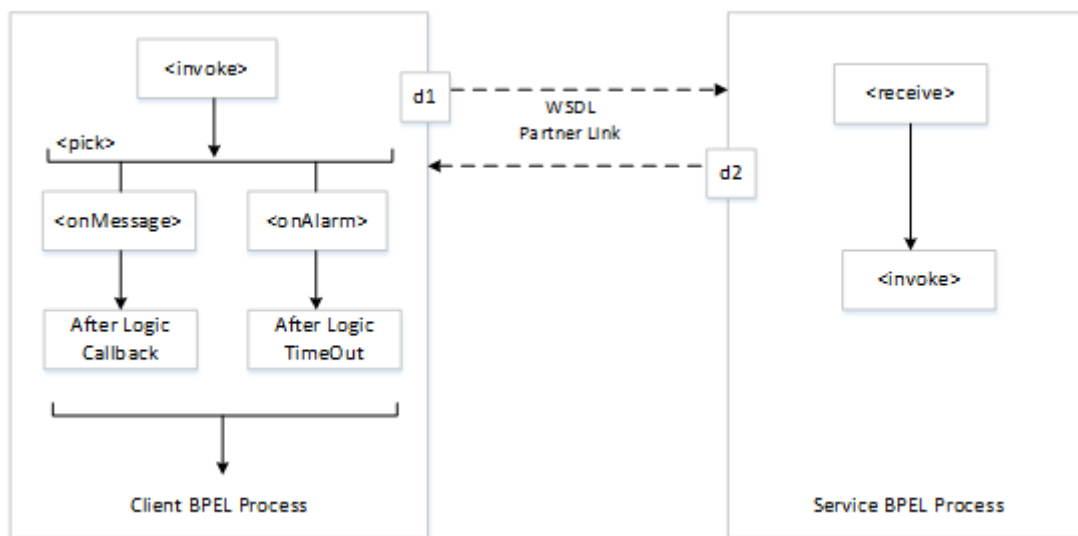 <invoke>
<pick>
<onMessage>
<onAlarm>
After Logic
Callback
After Logic
TimeOut
Client BPEL Process
d1
WSDL
Partner Link
d2
<receive>
<invoke>
Service BPEL Process